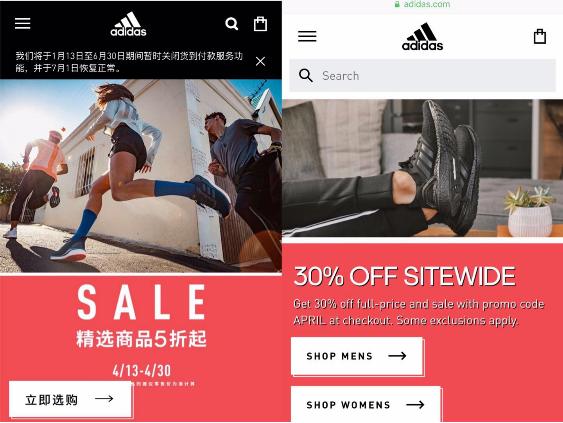 adidas
我们将于1月13日至6月30日期间暂时关闭货到付款服务功
能，并于7月1日恢复正常。
SALE
精选商品5折起
4/13-4/30
立即选购
adidas.com
adidas
Search
30% OFF SITEWIDE
Get 30% off full-price and sale with promo code
APRIL at checkout. Some exclusions apply.
SHOP MENS
SHOP WOMENS